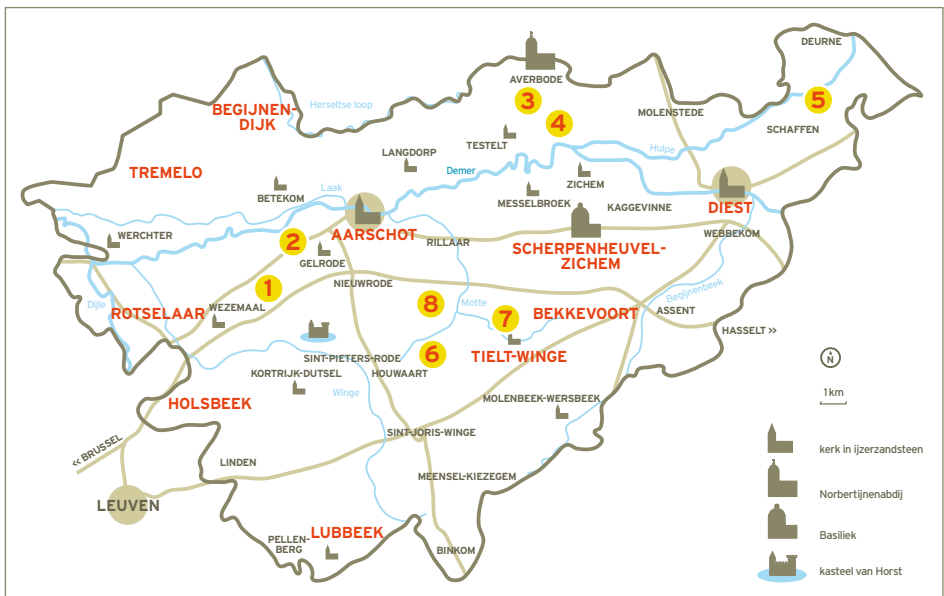 DEURNE
AVERBODE
BEGIJNEN-
DIJK
Herseltse loop
3
5
MOLENSTEDE
4
SCHAFFEN
TESTELT
Hulpe
LANGDORP
TREMELO
Demer
ZICHEM
BETEKOM
Laak
MESSELBROEK
KAGGEVINNE
DIEST
WERCHTER
AARSCHOT
RILLAAR
WEBBEKOM
2
SCHERPENHEUVEL-
ZICHEM
GELRODE
NIEUWRODE
1
Dijle
ROTSELAAR
WEZEMAAL
8
Motte
7
BEKKEVOORT
Begijnenbeek
ASSENT
HASSELT >>
N
SINT-PIETERS-RODE
6
TIELT-WINGE
KORTRIJK-DUTSEL
HOUWAART
1km
Winge
MOLENBEEK-WERSBEEK
HOLSBEEK
SINT-JORIS-WINGE
<< BRUSSEL
kerk in ijzerzandsteen
LINDEN
MEENSEL-KIEZEGEM
LEUVEN
Norbertijnenabdij
LUBBEEK
Basiliek
PELLEN-
BERG
BINKOM
kasteel van Horst